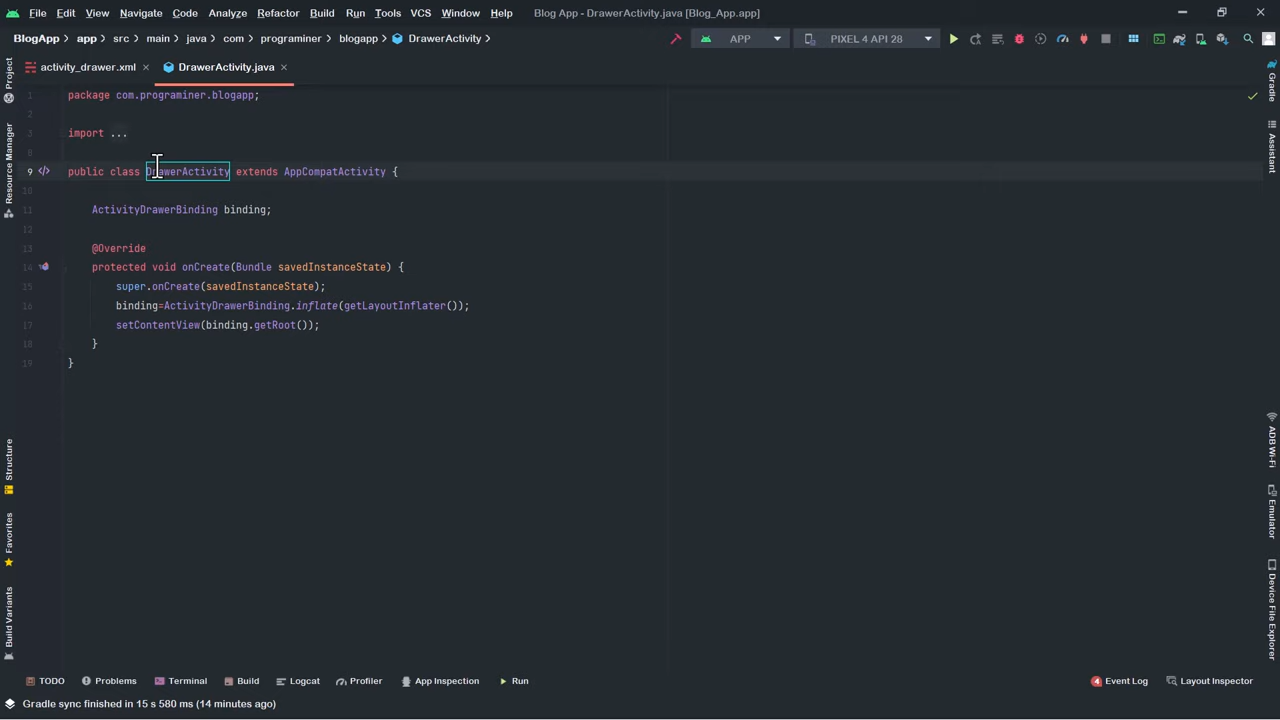 File Edit View Navigate Code Analyze Refactor Build Run Tools VCS Window Help Blog App - DrawerActivity.java [Blog_App.app]
BlogApp app src main java com programiner blogapp DrawerActivity APP PIXEL 4 API 28
activity_drawer.xml DrawerActivity.java
Project
Resource Manager
Structure
Favorites
Build Variants
1 package com.programiner.blogapp;
2
3 import ...
8
9 public class DrawerActivity extends AppCompatActivity {
10
11 ActivityDrawerBinding binding;
12
13 @Override
14 protected void onCreate(Bundle savedInstanceState) {
15 super.onCreate(savedInstanceState);
16 binding=ActivityDrawerBinding.inflate(getLayoutInflater());
17 setContentView(binding.getRoot());
18 }
19 }
Gradle
Assistant
ADB Wi-Fi
Emulator
Device File Explorer
TODO Problems Terminal Build Logcat Profiler App Inspection Run 4 Event Log Layout Inspector
Gradle sync finished in 15 s 580 ms (14 minutes ago)